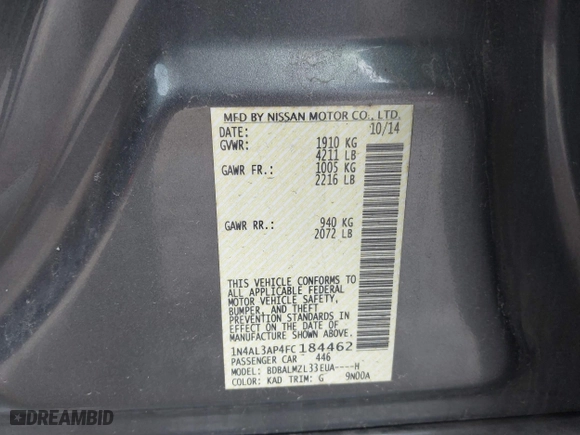 MFD BY NISSAN MOTOR CO., LTD.
DATE: 10/14
GVWR: 1910 KG
4211 LB
GAWR FR.: 1005 KG
2216 LB
GAWR RR.: 940 KG
2072 LB
THIS VEHICLE CONFORMS TO
ALL APPLICABLE FEDERAL
MOTOR VEHICLE SAFETY,
BUMPER, AND THEFT
PREVENTION STANDARDS IN
EFFECT ON THE DATE OF
MANUFACTURE SHOWN ABOVE.
1N4AL3AP4FC184462
PASSENGER CAR 446
MODEL: BDBALMZL33EUA----H
COLOR: KAD TRIM: G 9N00A
DREAMBID